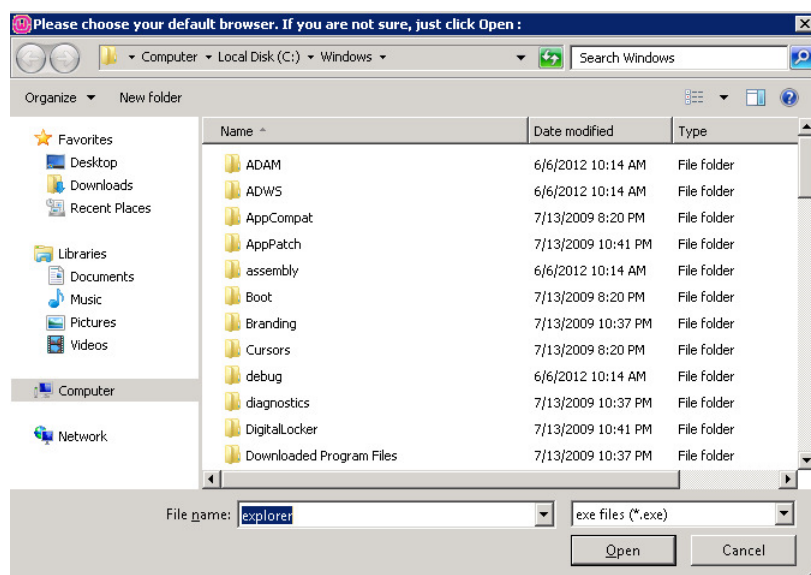 Please choose your default browser. If you are not sure, just click Open :
Computer Local Disk (C:) Windows
Search Windows
Organize New folder
Favorites
Desktop
Downloads
Recent Places
Libraries
Documents
Music
Pictures
Videos
Computer
Network
Name Date modified Type
ADAM 6/6/2012 10:14 AM File folder
ADWS 6/6/2012 10:14 AM File folder
AppCompat 7/13/2009 8:20 PM File folder
AppPatch 7/13/2009 10:41 PM File folder
assembly 6/6/2012 10:14 AM File folder
Boot 7/13/2009 8:20 PM File folder
Branding 7/13/2009 10:37 PM File folder
Cursors 7/13/2009 8:20 PM File folder
debug 6/6/2012 10:14 AM File folder
diagnostics 7/13/2009 10:37 PM File folder
DigitalLocker 7/13/2009 10:41 PM File folder
Downloaded Program Files 7/13/2009 10:37 PM File folder
File name: explorer exe files (*.exe)
Open Cancel